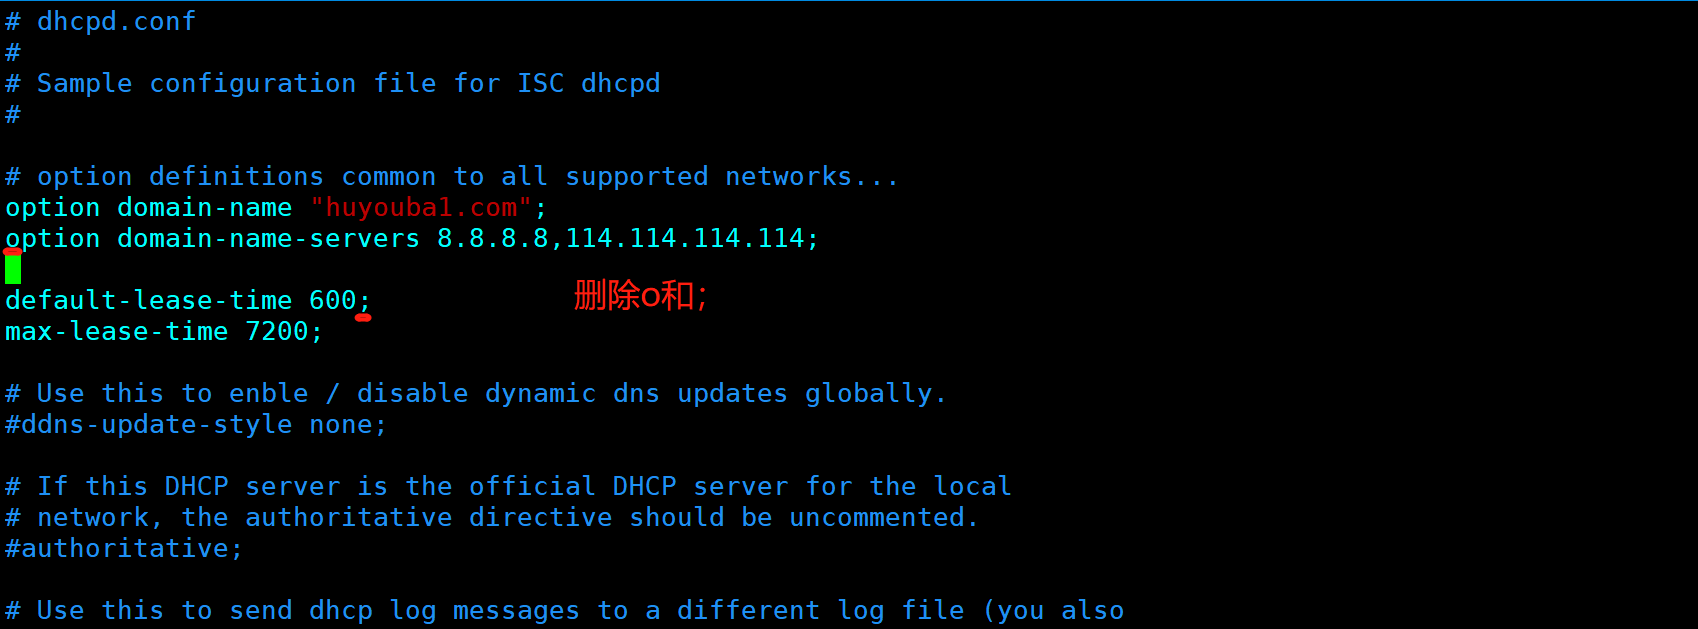 # dhcpd.conf
#
# Sample configuration file for ISC dhcpd
#
# option definitions common to all supported networks...
option domain-name "huyouba1.com";
option domain-name-servers 8.8.8.8,114.114.114.114;
删除o和;
default-lease-time 600;
max-lease-time 7200;
# Use this to enble / disable dynamic dns updates globally.
#ddns-update-style none;
# If this DHCP server is the official DHCP server for the local
# network, the authoritative directive should be uncommented.
#authoritative;
# Use this to send dhcp log messages to a different log file (you also